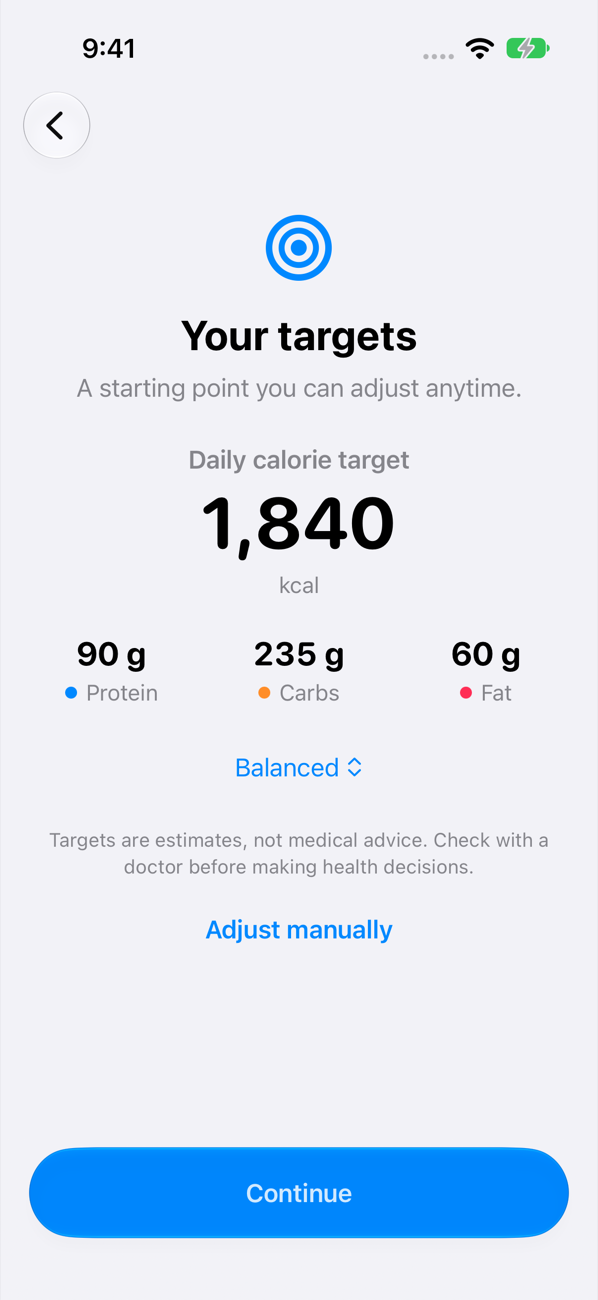 9:41
Your targets
A starting point you can adjust anytime.
Daily calorie target
1,840
kcal
90 g 235 g 60 g
Protein Carbs Fat
Balanced
Targets are estimates, not medical advice. Check with a
doctor before making health decisions.
Adjust manually
Continue